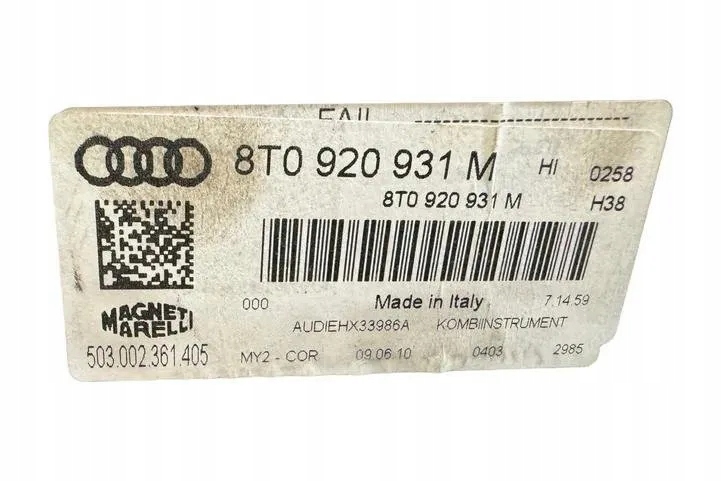 8T0 920 931 M HI 0258
8T0 920 931 M H38
000 Made in Italy 7.14.59
MAGNETI MARELLI
AUDIEHX33986A KOMBIINSTRUMENT
503.002.361.405 MY2 - COR 09.06.10 0403 2985